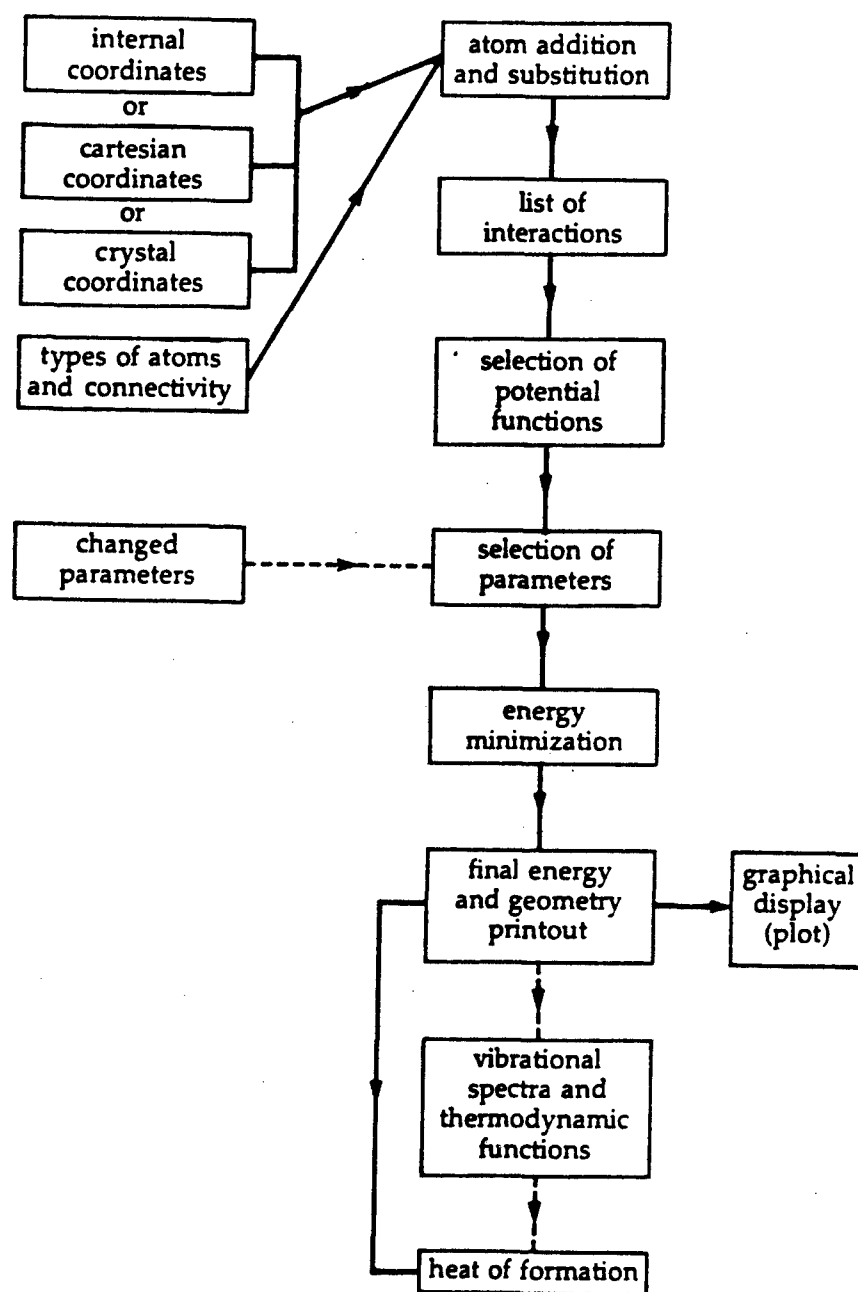 internal
coordinates
or
cartesian
coordinates
or
crystal
coordinates
types of atoms
and connectivity
changed
parameters
atom addition
and substitution
list of
interactions
selection of
potential
functions
selection of
parameters
energy
minimization
final energy
and geometry
printout
graphical
display
(plot)
vibrational
spectra and
thermodynamic
functions
heat of formation